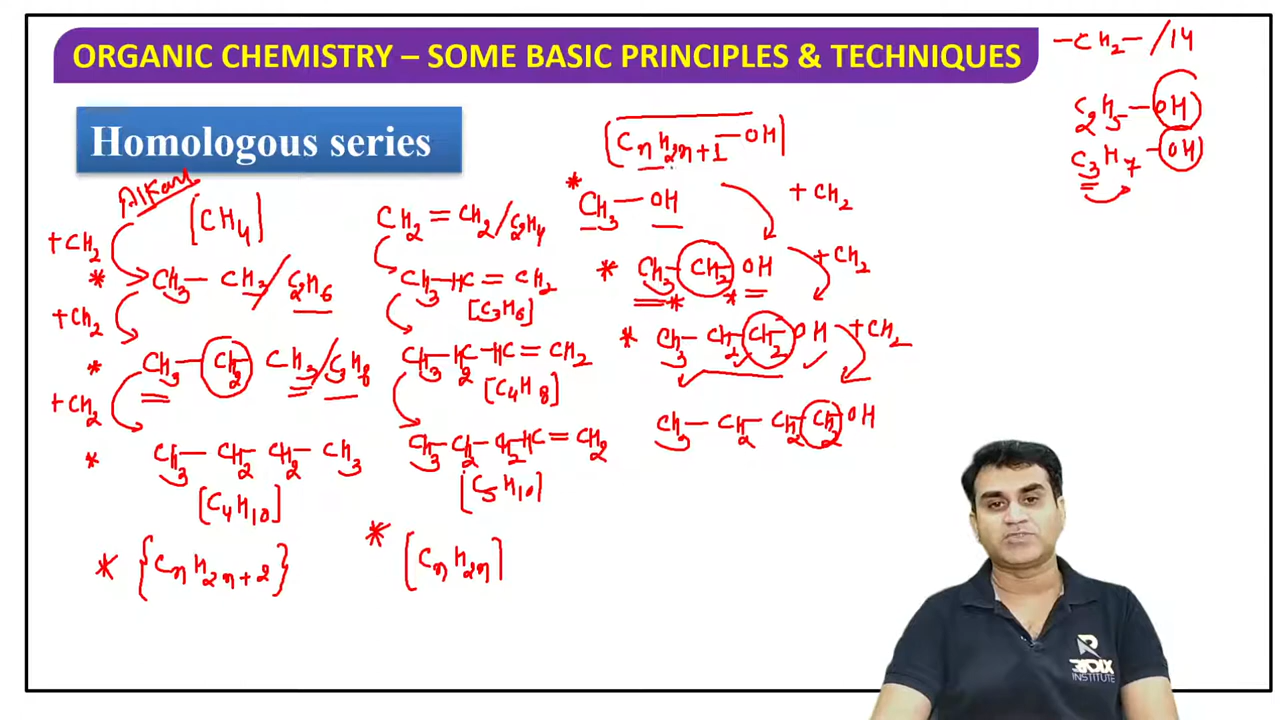 ORGANIC CHEMISTRY – SOME BASIC PRINCIPLES & TECHNIQUES
-CH2- /14
C2H5-OH
C3H7-OH
Homologous series
Alkane
[CH4]
+CH2
* CH3-CH3/C2H6
+CH2
* CH3-CH2-CH3/C3H8
+CH2
* CH3-CH2-CH2-CH3
[C4H10]
* {CnH2n+2}
CH2=CH2/C2H4
CH3-HC=CH2
[C3H6]
CH3-H2C-HC=CH2
[C4H8]
CH3-CH2-CH2-HC=CH2
[C5H10]
* [CnH2n]
[CnH2n+1-OH]
* CH3-OH
+CH2
* CH3-CH2-OH
* *
+CH2
* CH3-CH2-CH2-OH
+CH2
CH3-CH2-CH2-CH2-OH
R
INSTITUTE